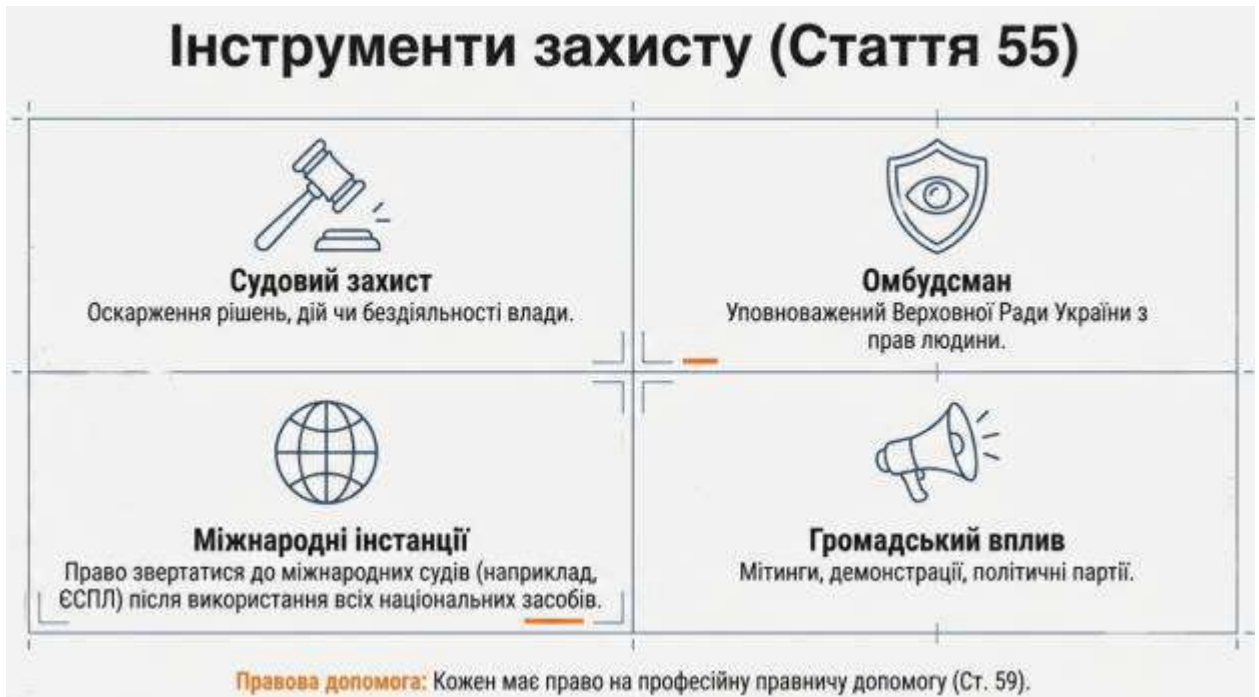 Інструменти захисту (Стаття 55)
Судовий захист
Оскарження рішень, дій чи бездіяльності влади.
Омбудсман
Уповноважений Верховної Ради України з
прав людини.
Міжнародні інстанції
Право звертатися до міжнародних судів (наприклад,
ЄСПЛ) після використання всіх національних засобів.
Громадський вплив
Мітинги, демонстрації, політичні партії.
Правова допомога: Кожен має право на професійну правничу допомогу (Ст. 59).